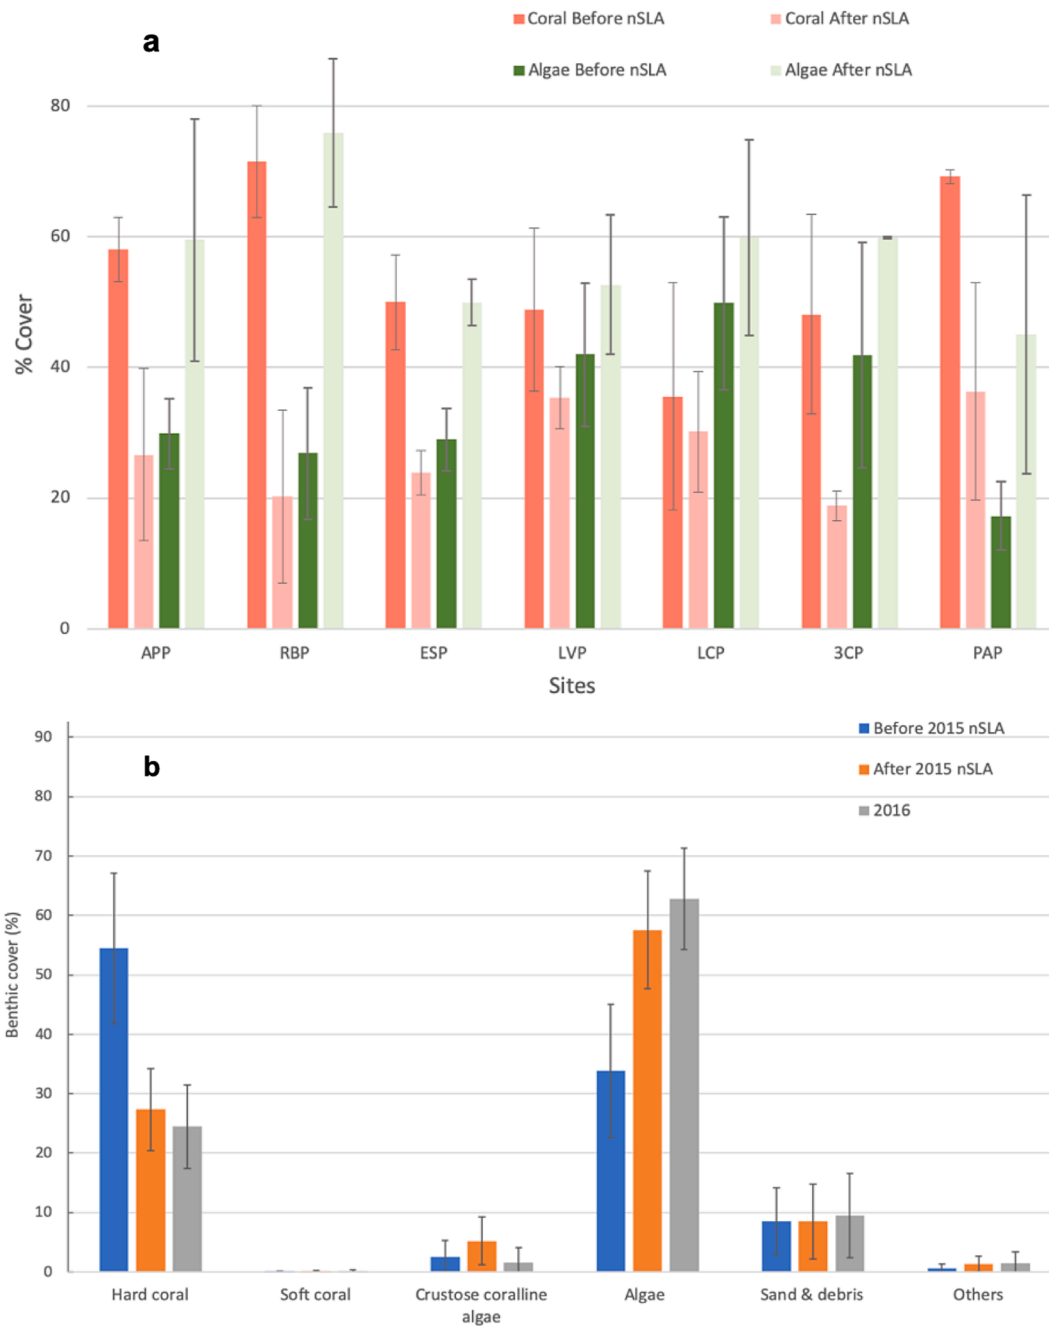 a
Coral Before nSLA
Coral After nSLA
Algae Before nSLA
Algae After nSLA
% Cover
80
60
40
20
0
APP RBP ESP LVP LCP 3CP PAP
Sites
b
Before 2015 nSLA
After 2015 nSLA
2016
Benthic cover (%)
90
80
70
60
50
40
30
20
10
0
Hard coral Soft coral Crustose coralline Algae Sand & debris Others
algae